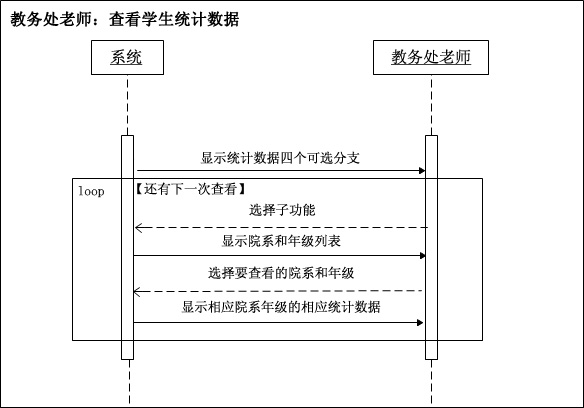 教务处老师：查看学生统计数据
系统
教务处老师
显示统计数据四个可选分支
loop
【还有下一次查看】
选择子功能
显示院系和年级列表
选择要查看的院系和年级
显示相应院系年级的相应统计数据